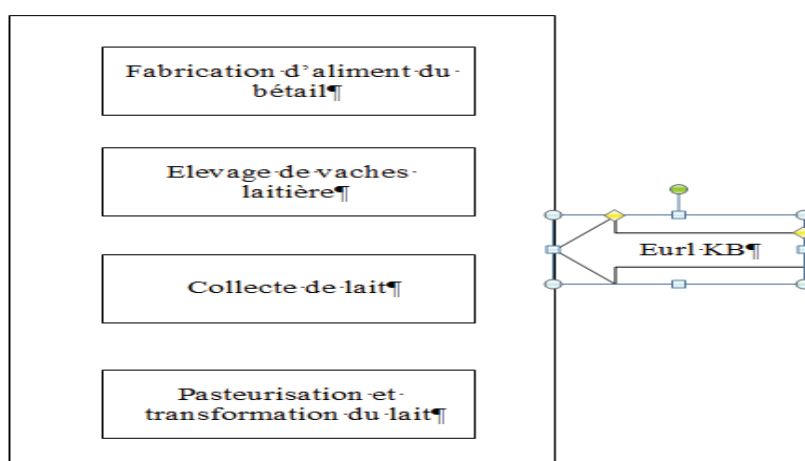 Fabrication d’aliment du
bétail¶
Elevage de vaches
laitière¶
Collecte de lait¶
Eurl KB¶
Pasteurisation et
transformation du lait¶